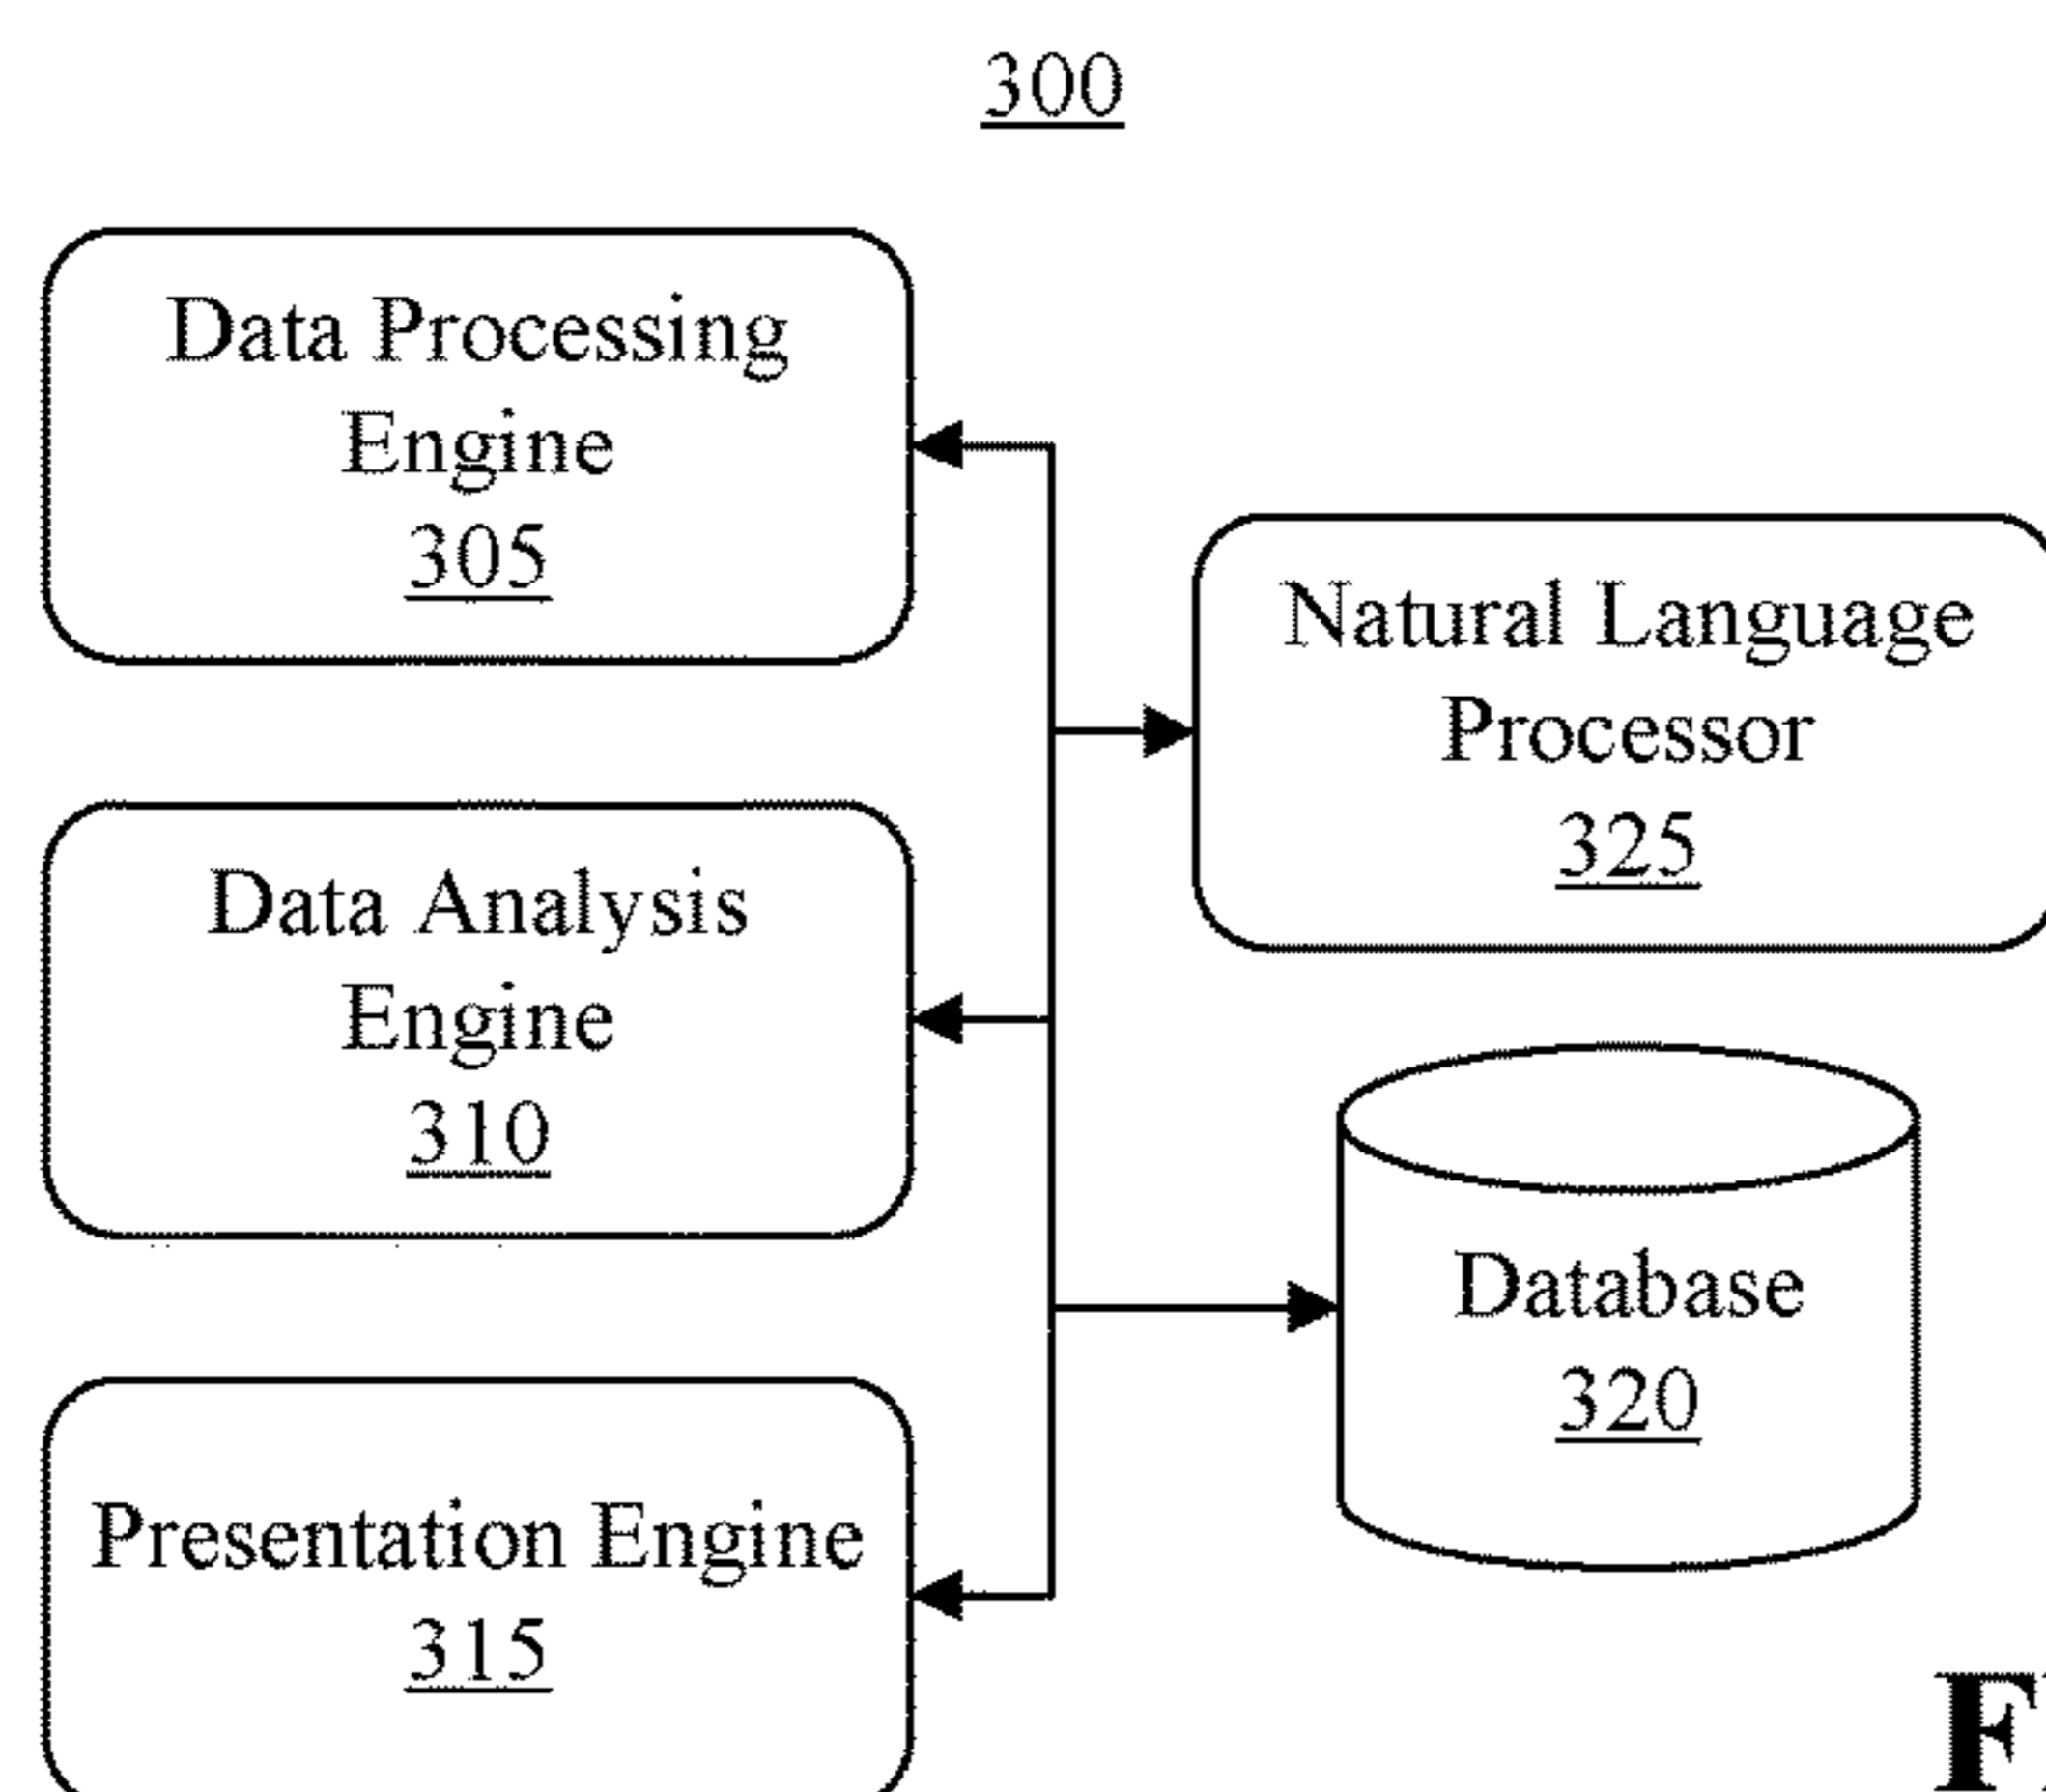 300
Data Processing
Engine
305
Natural Language
Processor
325
Data Analysis
Engine
310
Database
320
Presentation Engine
315